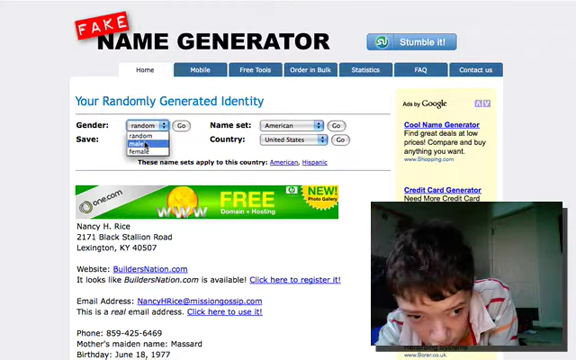 FAKE
NAME GENERATOR
Stumble it!
Home Mobile Free Tools Order in Bulk Statistics FAQ Contact us
Your Randomly Generated Identity
Gender: random Go Name set: American Go
random
male
female
Save: Country: United States Go
These name sets apply to this country: American, Hispanic
one.com www FREE Domain + Hosting hp NEW! Photo Gallery
Nancy H. Rice
2171 Black Stallion Road
Lexington, KY 40507
Website: BuildersNation.com
It looks like BuildersNation.com is available! Click here to register it!
Email Address: NancyHRice@missiongossip.com
This is a real email address. Click here to use it!
Phone: 859-425-6469
Mother's maiden name: Massard
Birthday: June 18, 1977
Ads by Google
Cool Name Generator
Find great deals at low
prices! Compare and buy
anything you want.
www.Shopping.com
Credit Card Generator
Need More Credit Card